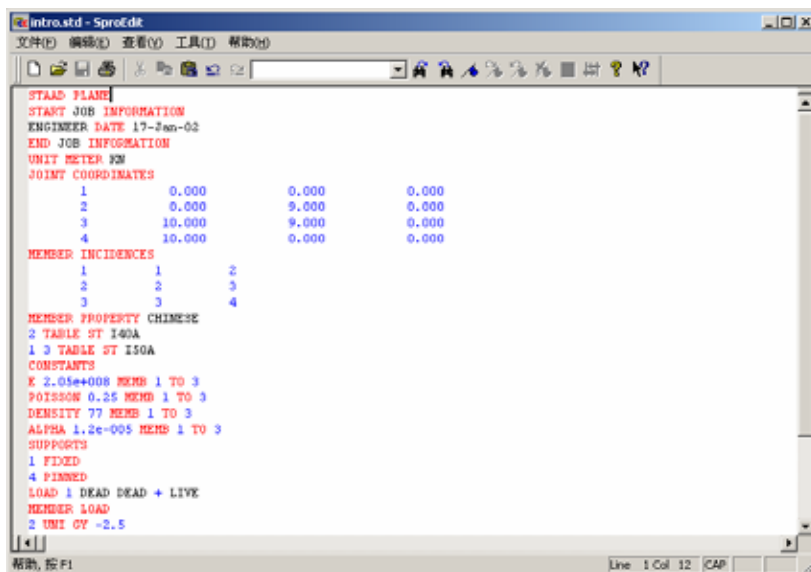 intro.std - SproEdit
文件(F) 编辑(E) 查看(V) 工具(T) 帮助(H)
STAAD PLANE
START JOB INFORMATION
ENGINEER DATE 17-Jan-02
END JOB INFORMATION
UNIT METER KN
JOINT COORDINATES
1 0.000 0.000 0.000
2 0.000 9.000 0.000
3 10.000 9.000 0.000
4 10.000 0.000 0.000
MEMBER INCIDENCES
1 1 2
2 2 3
3 3 4
MEMBER PROPERTY CHINESE
2 TABLE ST I40A
1 3 TABLE ST I50A
CONSTANTS
E 2.05e+008 MEMB 1 TO 3
POISSON 0.25 MEMB 1 TO 3
DENSITY 77 MEMB 1 TO 3
ALPHA 1.2e-005 MEMB 1 TO 3
SUPPORTS
1 FIXED
4 PINNED
LOAD 1 DEAD DEAD + LIVE
MEMBER LOAD
2 UNI GY -2.5
帮助, 按 F1 Line 1 Col 12 CAP